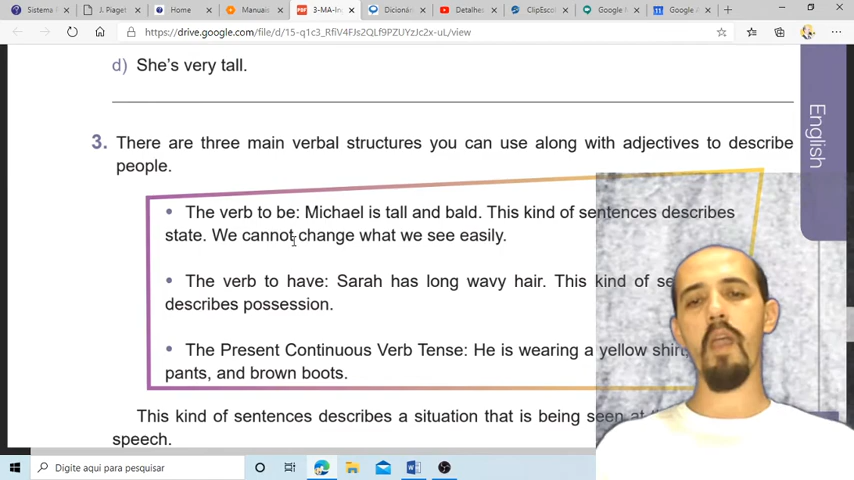 Sistema
J. Piaget
Home
Manuais
3-MA-In
Dicionár
Detalhes
ClipEsco
Google
Google
https://drive.google.com/file/d/15-q1c3_RfiV4FJs2QLf9PZUYzJc2x-uL/view
d) She's very tall.
English
3. There are three main verbal structures you can use along with adjectives to describe
people.
• The verb to be: Michael is tall and bald. This kind of sentences describes
state. We cannot change what we see easily.
• The verb to have: Sarah has long wavy hair. This kind of se
describes possession.
• The Present Continuous Verb Tense: He is wearing a yellow shirt,
pants, and brown boots.
This kind of sentences describes a situation that is being seen at
speech.
Digite aqui para pesquisar